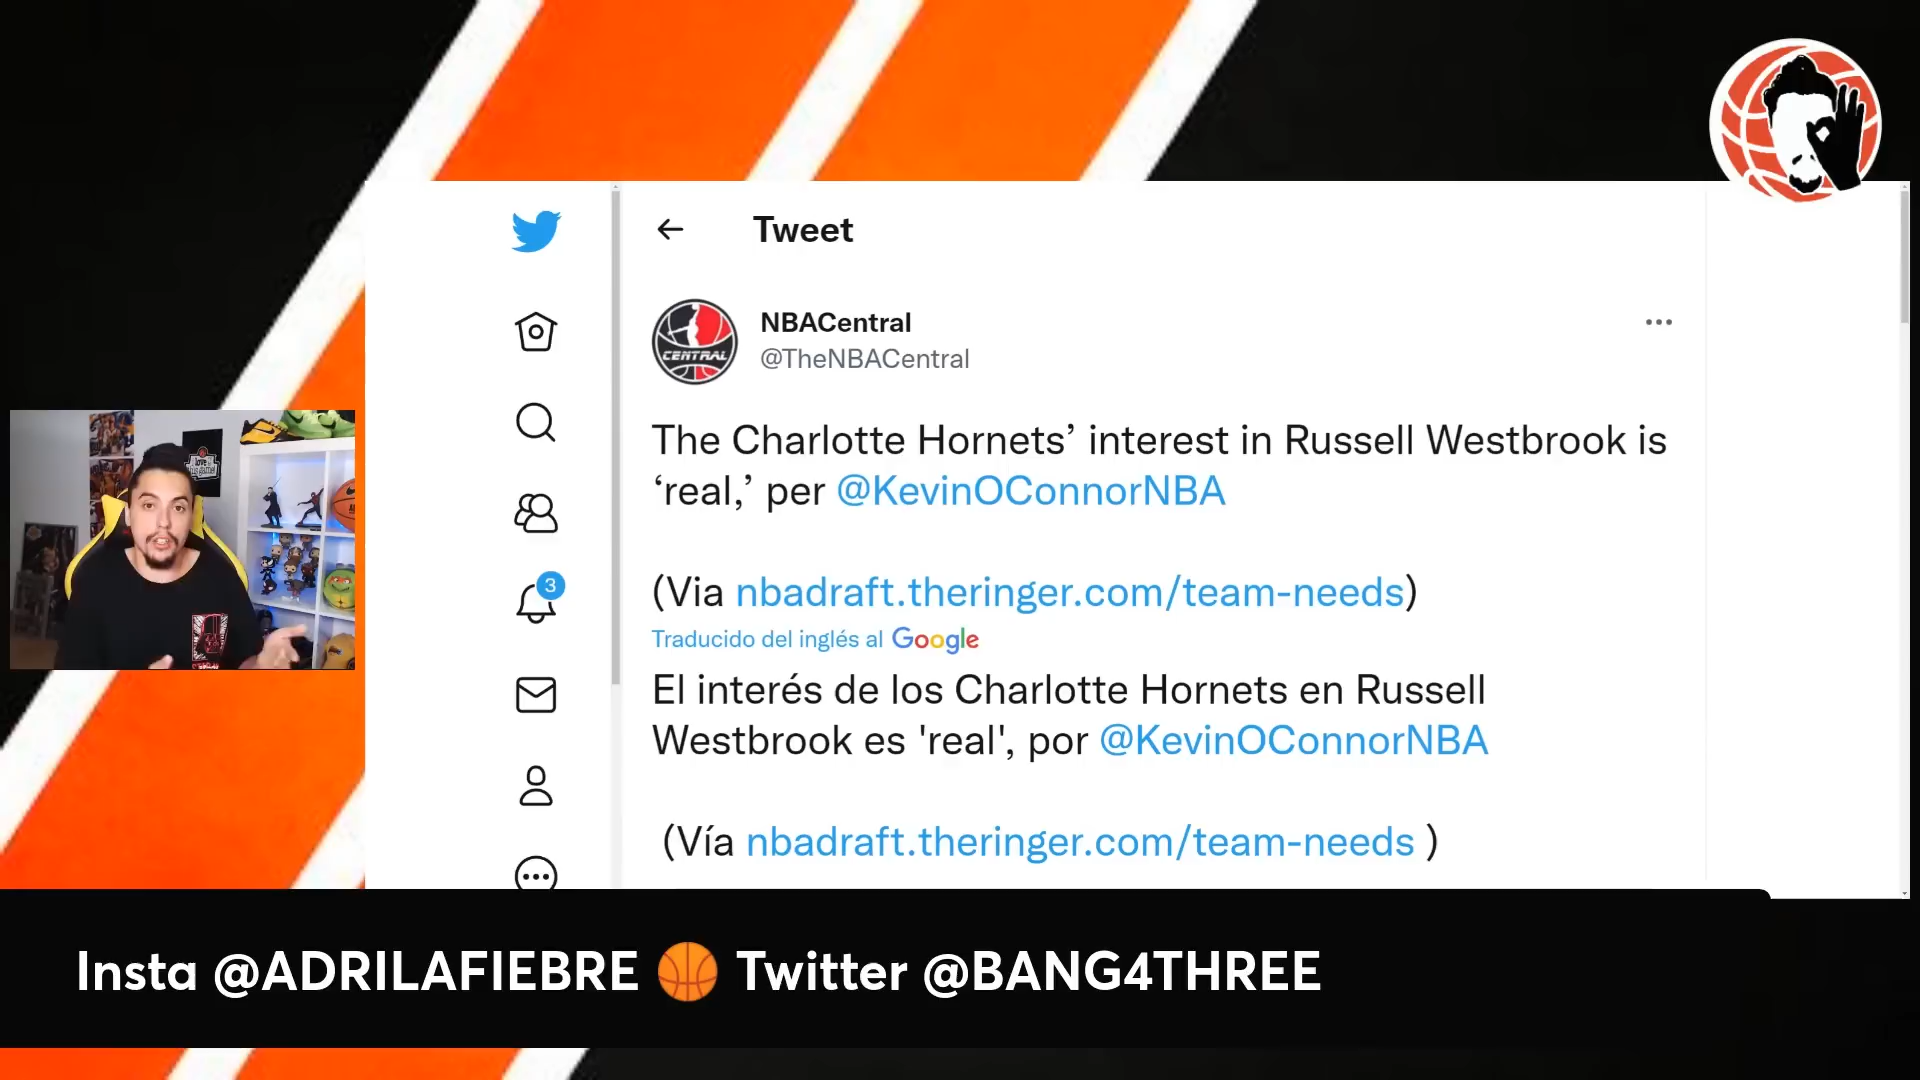 Tweet
NBACentral
@TheNBACentral
CENTRAL
The Charlotte Hornets’ interest in Russell Westbrook is
‘real,’ per @KevinOConnorNBA
(Via nbadraft.theringer.com/team-needs)
Traducido del inglés al Google
El interés de los Charlotte Hornets en Russell
Westbrook es 'real', por @KevinOConnorNBA
(Vía nbadraft.theringer.com/team-needs )
3
Insta @ADRILAFIEBRE 🏀 Twitter @BANG4THREE